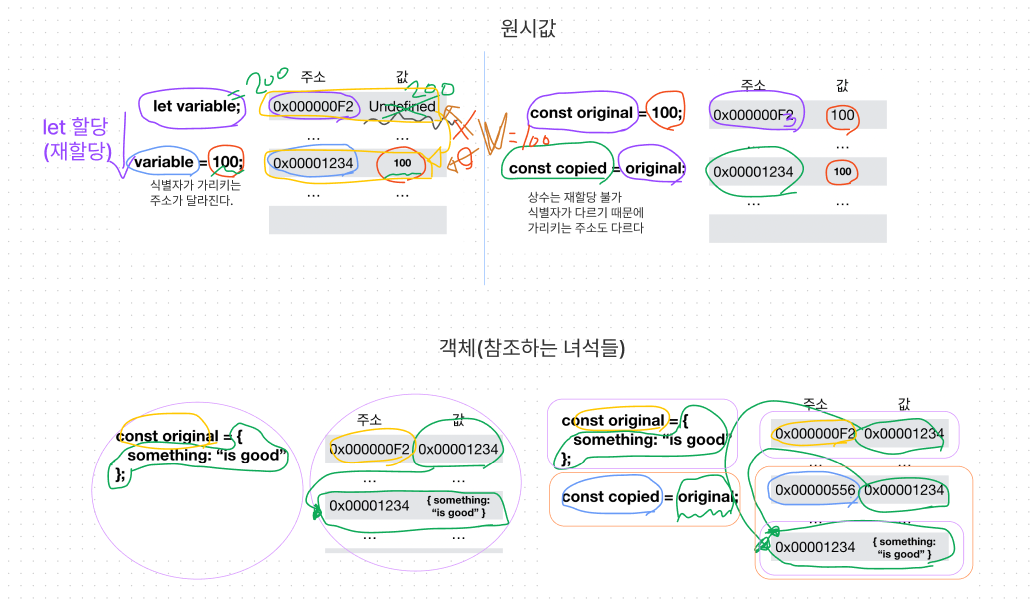 원시값
주소 값
= 200
200
let variable;
0x000000F2 Undefined
let 할당
(재할당)
... ...
variable = 100;
0x00001234 100
식별자가 가리키는
주소가 달라진다.
... ...
주소 값
const original = 100;
0x000000F2 100
3
= 100
... ...
const copied = original;
0x00001234 100
상수는 재할당 불가
식별자가 다르기 때문에
가리키는 주소도 다르다
... ...
객체(참조하는 녀석들)
주소 값
const original = {
something: “is good”
};
0x000000F2 0x00001234
... ...
0x00001234 { something:
“is good” }
... ...
주소 값
const original = {
something: “is good”
};
0x000000F2 0x00001234
... ...
const copied = original;
0x00000556 0x00001234
... ...
0x00001234 { something:
“is good” }